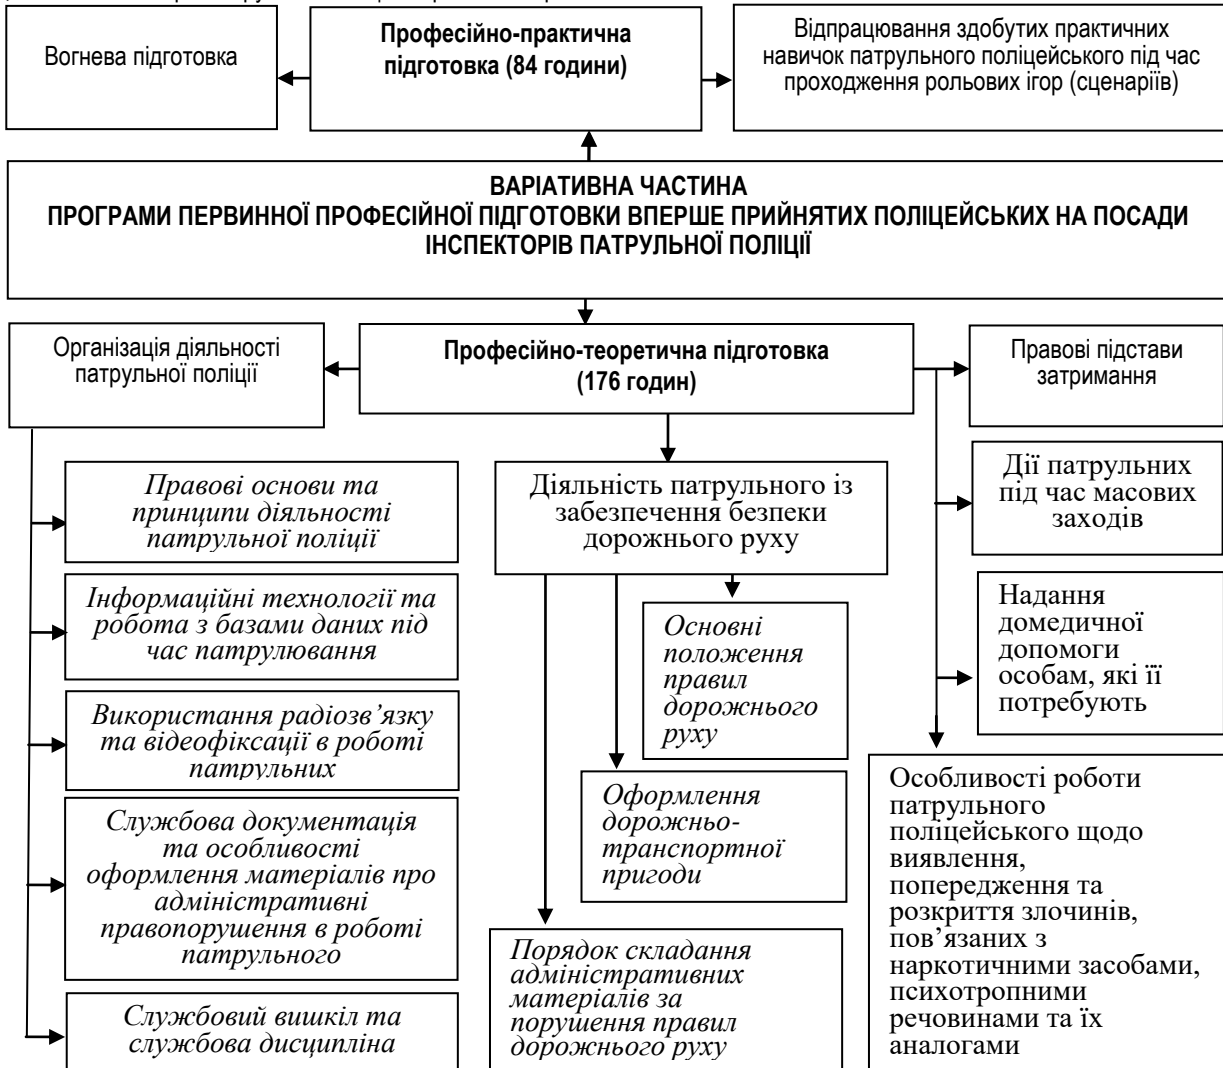 Вогнева підготовка
Професійно-практична
підготовка (84 години)
Відпрацювання здобутих практичних
навичок патрульного поліцейського під час
проходження рольових ігор (сценаріїв)
ВАРІАТИВНА ЧАСТИНА
ПРОГРАМИ ПЕРВИННОЇ ПРОФЕСІЙНОЇ ПІДГОТОВКИ ВПЕРШЕ ПРИЙНЯТИХ ПОЛІЦЕЙСЬКИХ НА ПОСАДИ
ІНСПЕКТОРІВ ПАТРУЛЬНОЇ ПОЛІЦІЇ
Організація діяльності
патрульної поліції
Професійно-теоретична підготовка
(176 годин)
Правові підстави
затримання
Правові основи та
принципи діяльності
патрульної поліції
Інформаційні технології та
робота з базами даних під
час патрулювання
Використання радіозв’язку
та відеофіксації в роботі
патрульних
Службова документація
та особливості
оформлення матеріалів про
адміністративні
правопорушення в роботі
патрульного
Службовий вишкіл та
службова дисципліна
Діяльність патрульного із
забезпечення безпеки
дорожнього руху
Основні
положення
правил
дорожнього
руху
Оформлення
дорожньо-
транспортної
пригоди
Порядок складання
адміністративних
матеріалів за
порушення правил
дорожнього руху
Дії патрульних
під час масових
заходів
Надання
домедичної
допомоги
особам, які її
потребують
Особливості роботи
патрульного
поліцейського щодо
виявлення,
попередження та
розкриття злочинів,
пов’язаних з
наркотичними засобами,
психотропними
речовинами та їх
аналогами